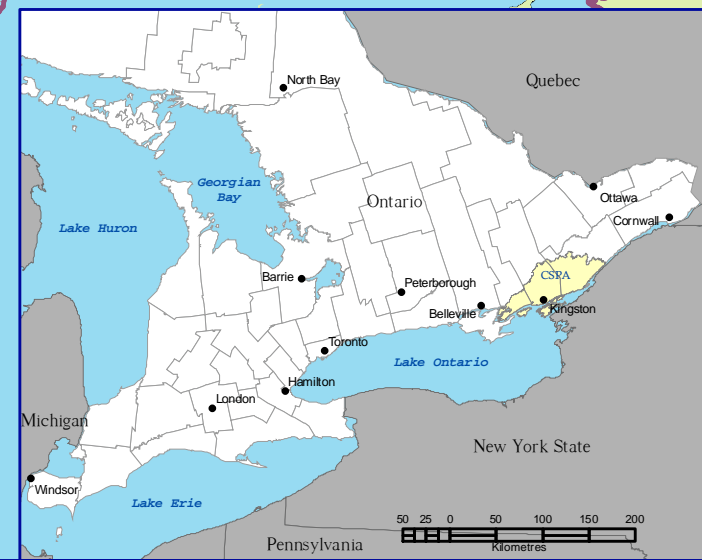 North Bay
Quebec
Georgian
Bay
Ontario
Ottawa
Cornwall
Lake Huron
Barrie
CSPA
Peterborough
Belleville
Kingston
Toronto
Lake Ontario
Hamilton
London
Michigan
New York State
Windsor
Lake Erie
50 25 0 50 100 150 200
Kilometres
Pennsylvania